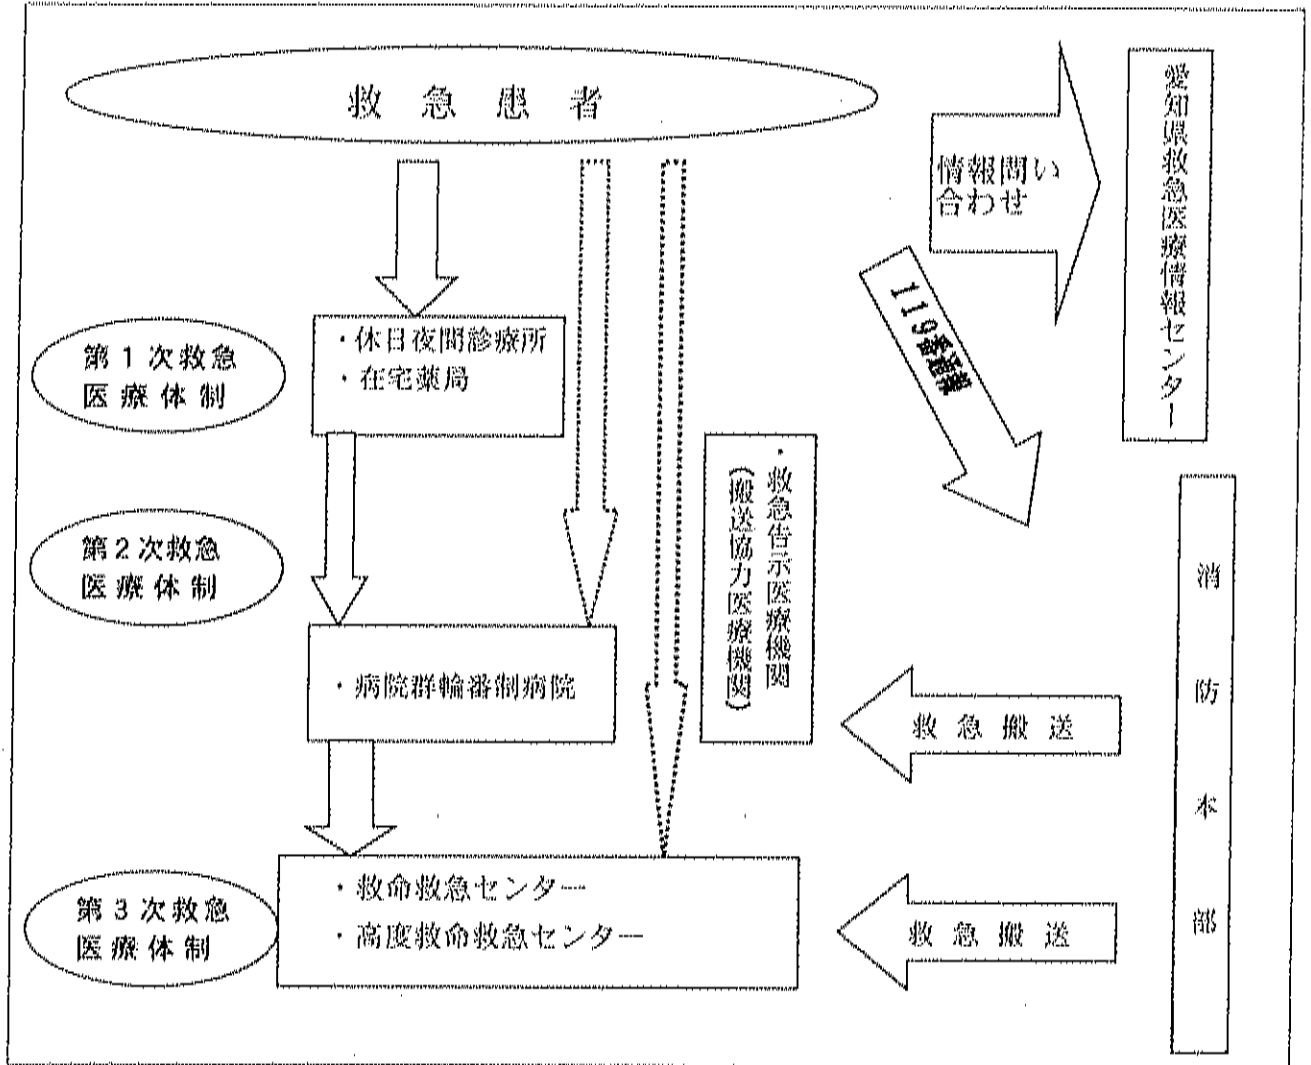 救急患者
情報問い
合わせ
愛知県救急医療情報センター
119番通報
第1次救急
医療体制
・休日夜間診療所
・在宅薬局
・救急告示医療機関
(搬送協力医療機関)
第2次救急
医療体制
・病院群輪番制病院
消防本部
救急搬送
第3次救急
医療体制
・救命救急センター
・高度救命救急センター
救急搬送